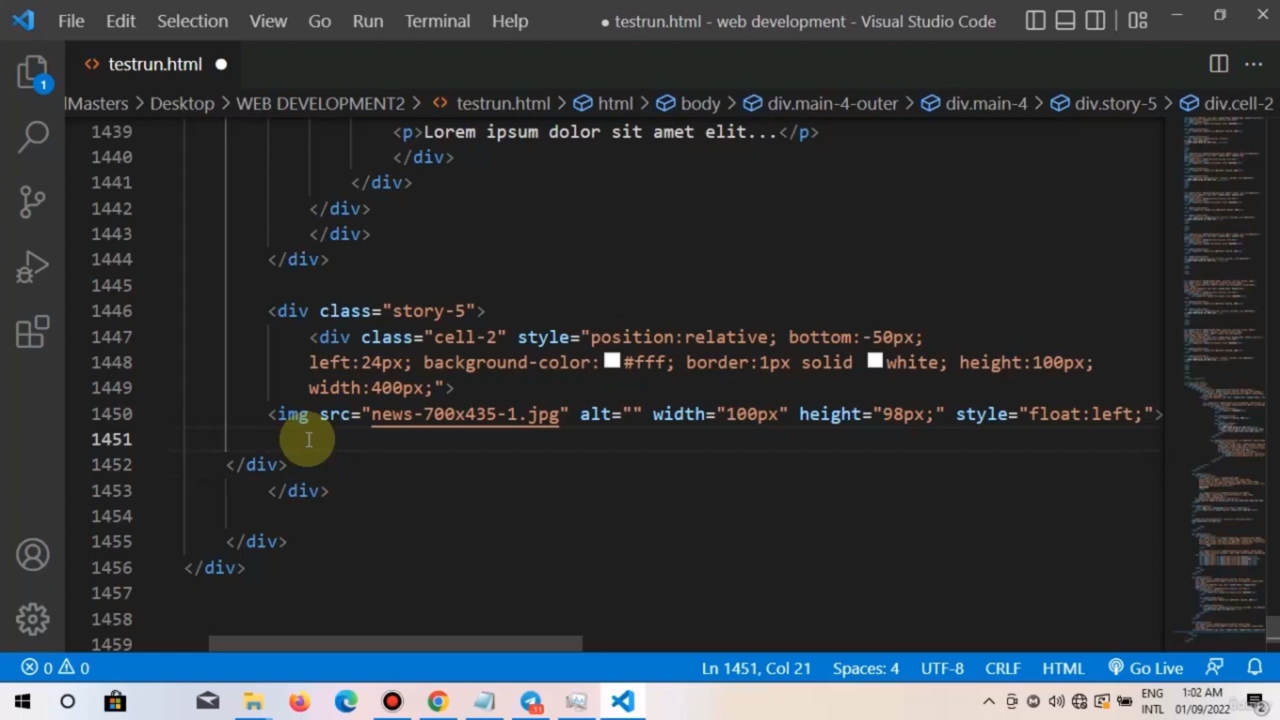 File Edit Selection View Go Run Terminal Help ● testrun.html - web development - Visual Studio Code
<> testrun.html ●
lMasters > Desktop > WEB DEVELOPMENT2 > <> testrun.html > html > body > div.main-4-outer > div.main-4 > div.story-5 > div.cell-2
1
1439 <p>Lorem ipsum dolor sit amet elit...</p>
1440 </div>
1441 </div>
1442 </div>
1443 </div>
1444 </div>
1445
1446 <div class="story-5">
1447 <div class="cell-2" style="position:relative; bottom:-50px;
1448 left:24px; background-color:#fff; border:1px solid white; height:100px;
1449 width:400px;">
1450 <img src="news-700x435-1.jpg" alt="" width="100px" height="98px;" style="float:left;">
1451
1452 </div>
1453 </div>
1454
1455 </div>
1456 </div>
1457
1458
1459
0 0 Ln 1451, Col 21 Spaces: 4 UTF-8 CRLF HTML Go Live
ENG 1:02 AM
INTL 01/09/2022